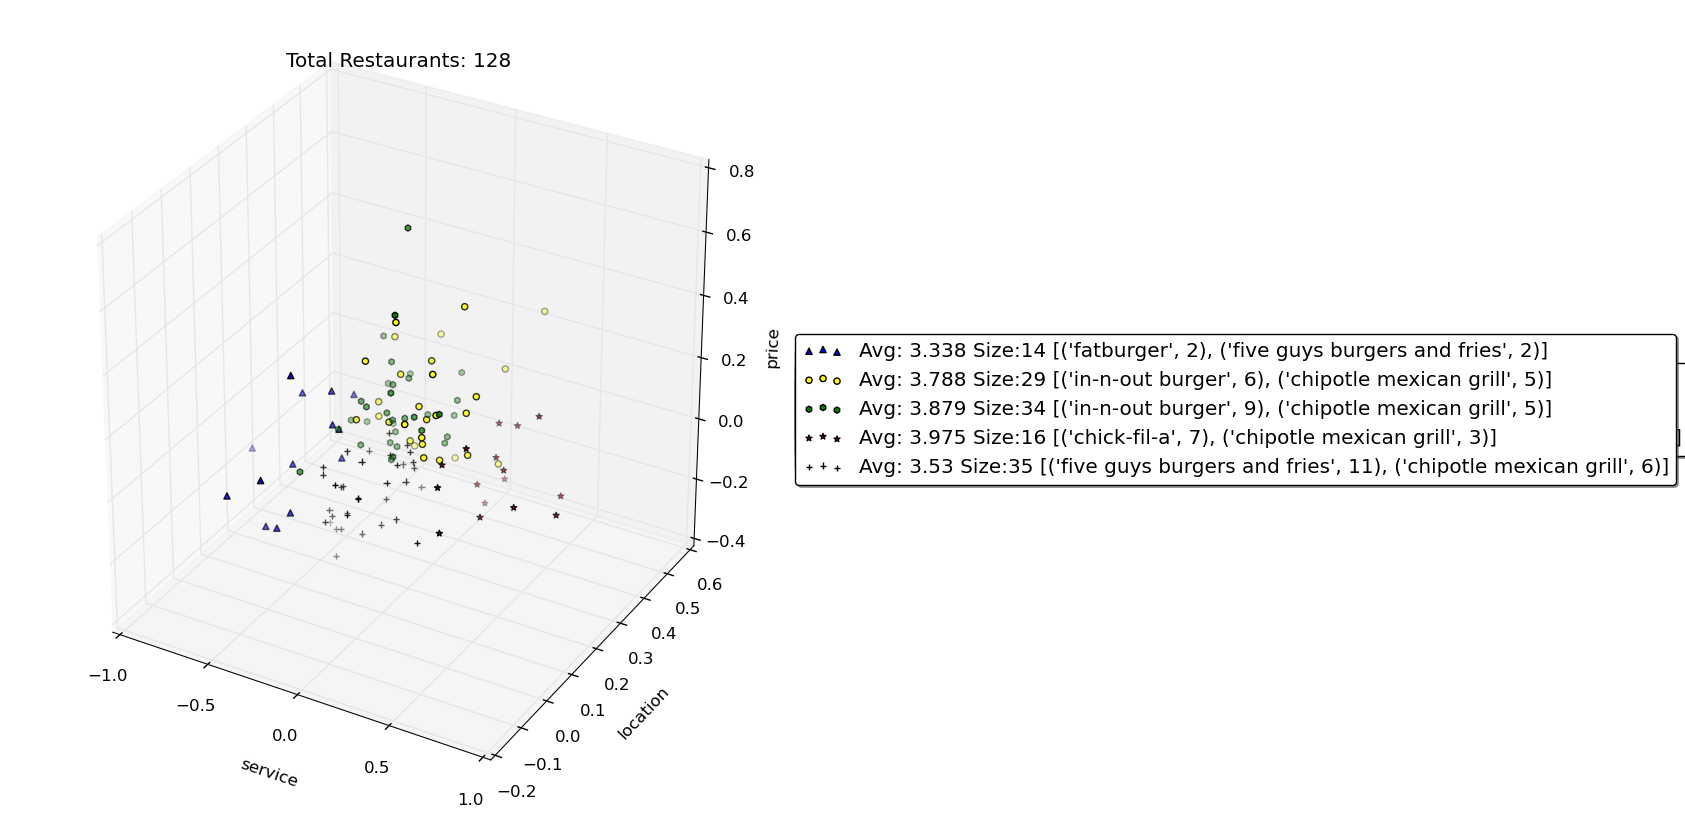 Total Restaurants: 128
0.8
0.6
0.4
0.2
0.0
−0.2
−0.4
price
0.6
0.5
0.4
0.3
0.2
0.1
0.0
−0.1
−0.2
location
−1.0
−0.5
0.0
0.5
1.0
service
Avg: 3.338 Size:14 [('fatburger', 2), ('five guys burgers and fries', 2)]
Avg: 3.788 Size:29 [('in-n-out burger', 6), ('chipotle mexican grill', 5)]
Avg: 3.879 Size:34 [('in-n-out burger', 9), ('chipotle mexican grill', 5)]
Avg: 3.975 Size:16 [('chick-fil-a', 7), ('chipotle mexican grill', 3)]
Avg: 3.53 Size:35 [('five guys burgers and fries', 11), ('chipotle mexican grill', 6)]